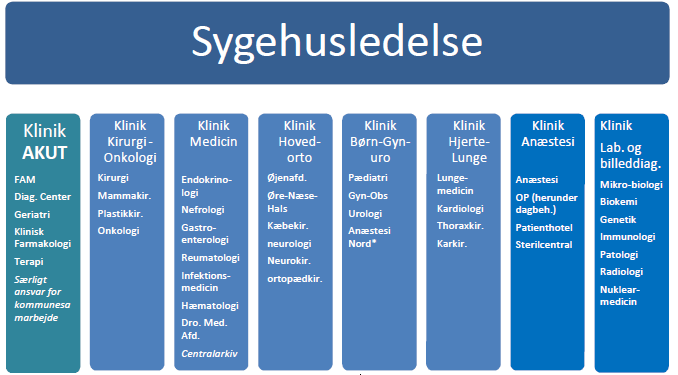 Sygehusledelse
Klinik
AKUT
FAM
Diag. Center
Geriatri
Klinisk
Farmakologi
Terapi
Særligt
ansvar for
kommunesa
marbejde
Klinik
Kirurgi-
Onkologi
Kirurgi
Mammakir.
Plastikkir.
Onkologi
Klinik
Medicin
Endokrino-
logi
Nefrologi
Gastro-
enterologi
Reumatologi
Infektions-
medicin
Hæmatologi
Dro. Med.
Afd.
Centralarkiv
Klinik
Hoved-
orto
Øjenafd.
Øre-Næse-
Hals
Kæbekir.
neurologi
Neurokir.
ortopædkir.
Klinik
Børn-Gyn-
uro
Pædiatri
Gyn-Obs
Urologi
Anæstesi
Nord*
Klinik
Hjerte-
Lunge
Lunge-
medicin
Kardiologi
Thoraxkir.
Karkir.
Klinik
Anæstesi
Anæstesi
OP (herunder
dagbeh.)
Patienthotel
Sterilcentral
Klinik
Lab. og
billeddiag.
Mikro-biologi
Biokemi
Genetik
Immunologi
Patologi
Radiologi
Nuklear-
medicin